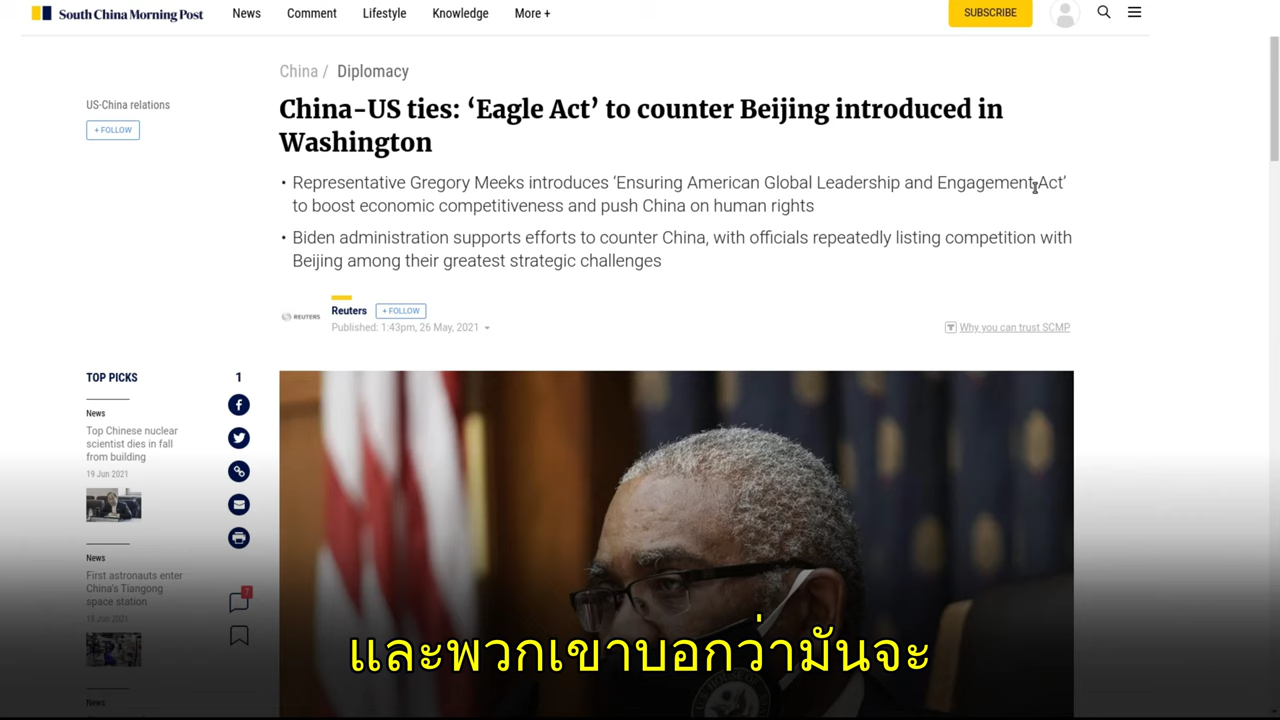 South China Morning Post
News
Comment
Lifestyle
Knowledge
More +
SUBSCRIBE
China / Diplomacy
US-China relations
+ FOLLOW
China-US ties: ‘Eagle Act’ to counter Beijing introduced in
Washington
• Representative Gregory Meeks introduces ‘Ensuring American Global Leadership and Engagement Act’
to boost economic competitiveness and push China on human rights
• Biden administration supports efforts to counter China, with officials repeatedly listing competition with
Beijing among their greatest strategic challenges
REUTERS
Reuters
+ FOLLOW
Published: 1:43pm, 26 May, 2021
Why you can trust SCMP
TOP PICKS
1
News
Top Chinese nuclear
scientist dies in fall
from building
19 Jun 2021
News
First astronauts enter
China's Tiangong
space station
18 Jun 2021
7
News
และพวกเขาบอกว่ามันจะ